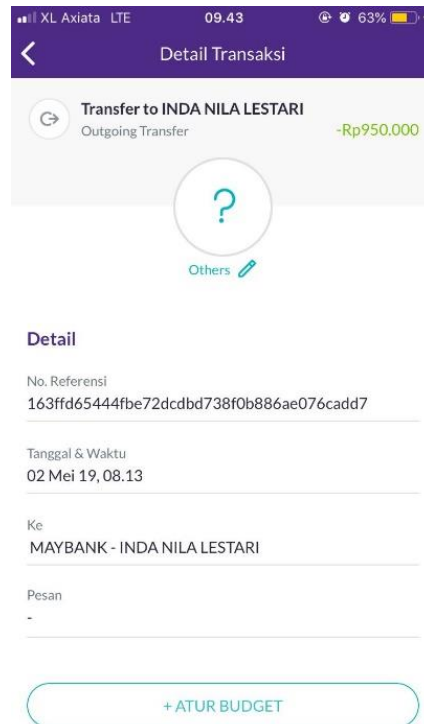 XL Axiata LTE 09.43 63%
Detail Transaksi
Transfer to INDA NILA LESTARI
Outgoing Transfer -Rp950.000
?
Others
Detail
No. Referensi
163ffd65444fbe72dcdbd738f0b886ae076cadd7
Tanggal & Waktu
02 Mei 19, 08.13
Ke
MAYBANK - INDA NILA LESTARI
Pesan
-
+ ATUR BUDGET